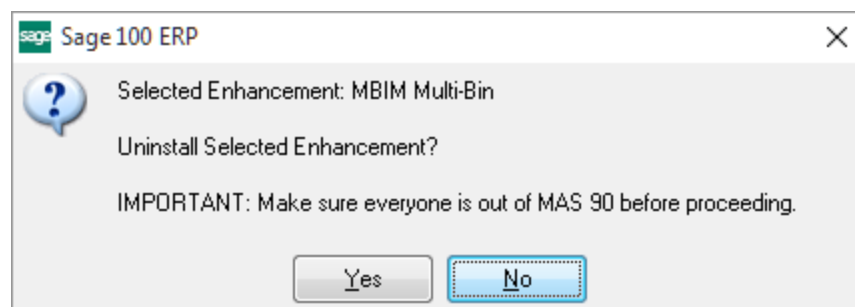 sage Sage 100 ERP
Selected Enhancement: MBIM Multi-Bin
Uninstall Selected Enhancement?
IMPORTANT: Make sure everyone is out of MAS 90 before proceeding.
Yes No